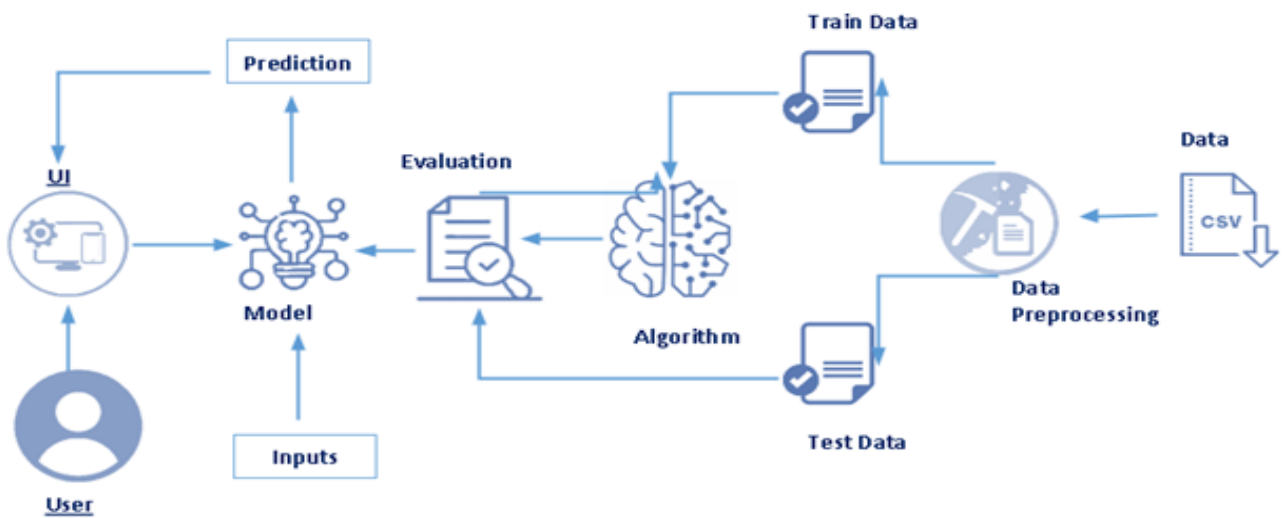 Train Data
Prediction
Data
Evaluation
UI
CSV
Data
Preprocessing
Model
Algorithm
Test Data
Inputs
User